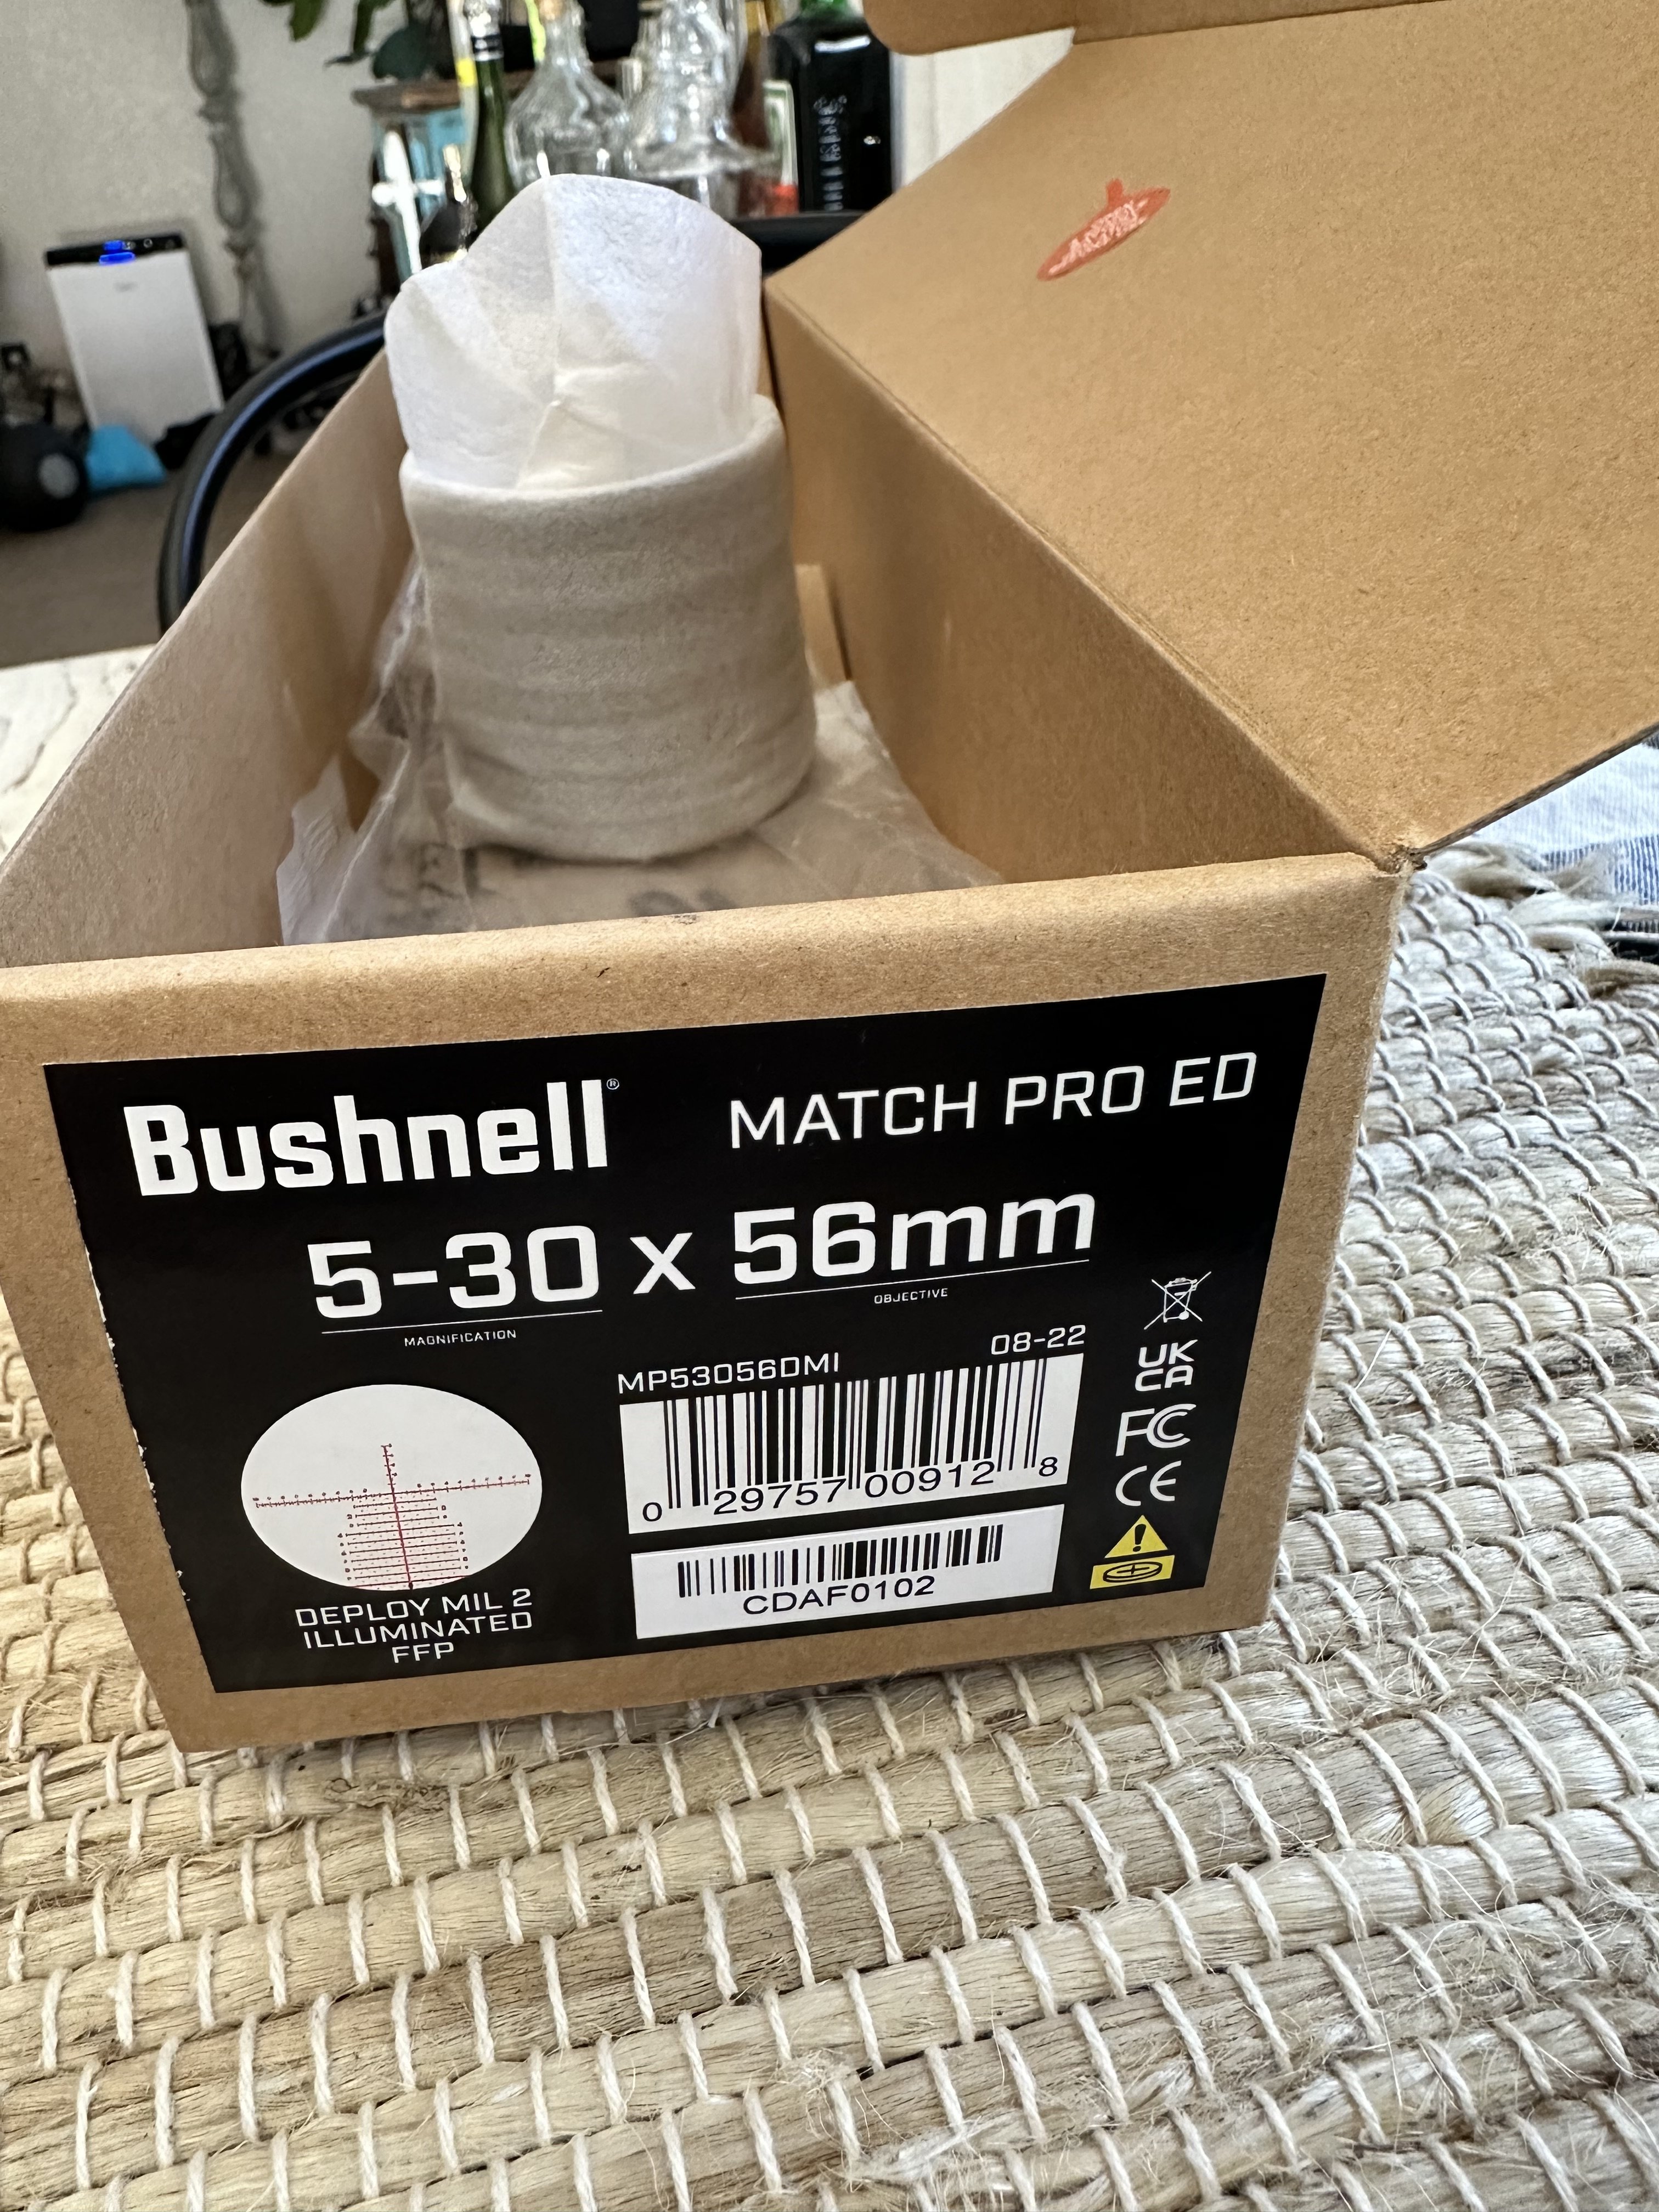 Bushnell®
MATCH PRO ED
5-30 x 56mm
MAGNIFICATION
OBJECTIVE
MP53056DMI
08-22
0 29757 00912 8
CDAF0102
DEPLOY MIL 2
ILLUMINATED
FFP
UK
CA
FC
CE